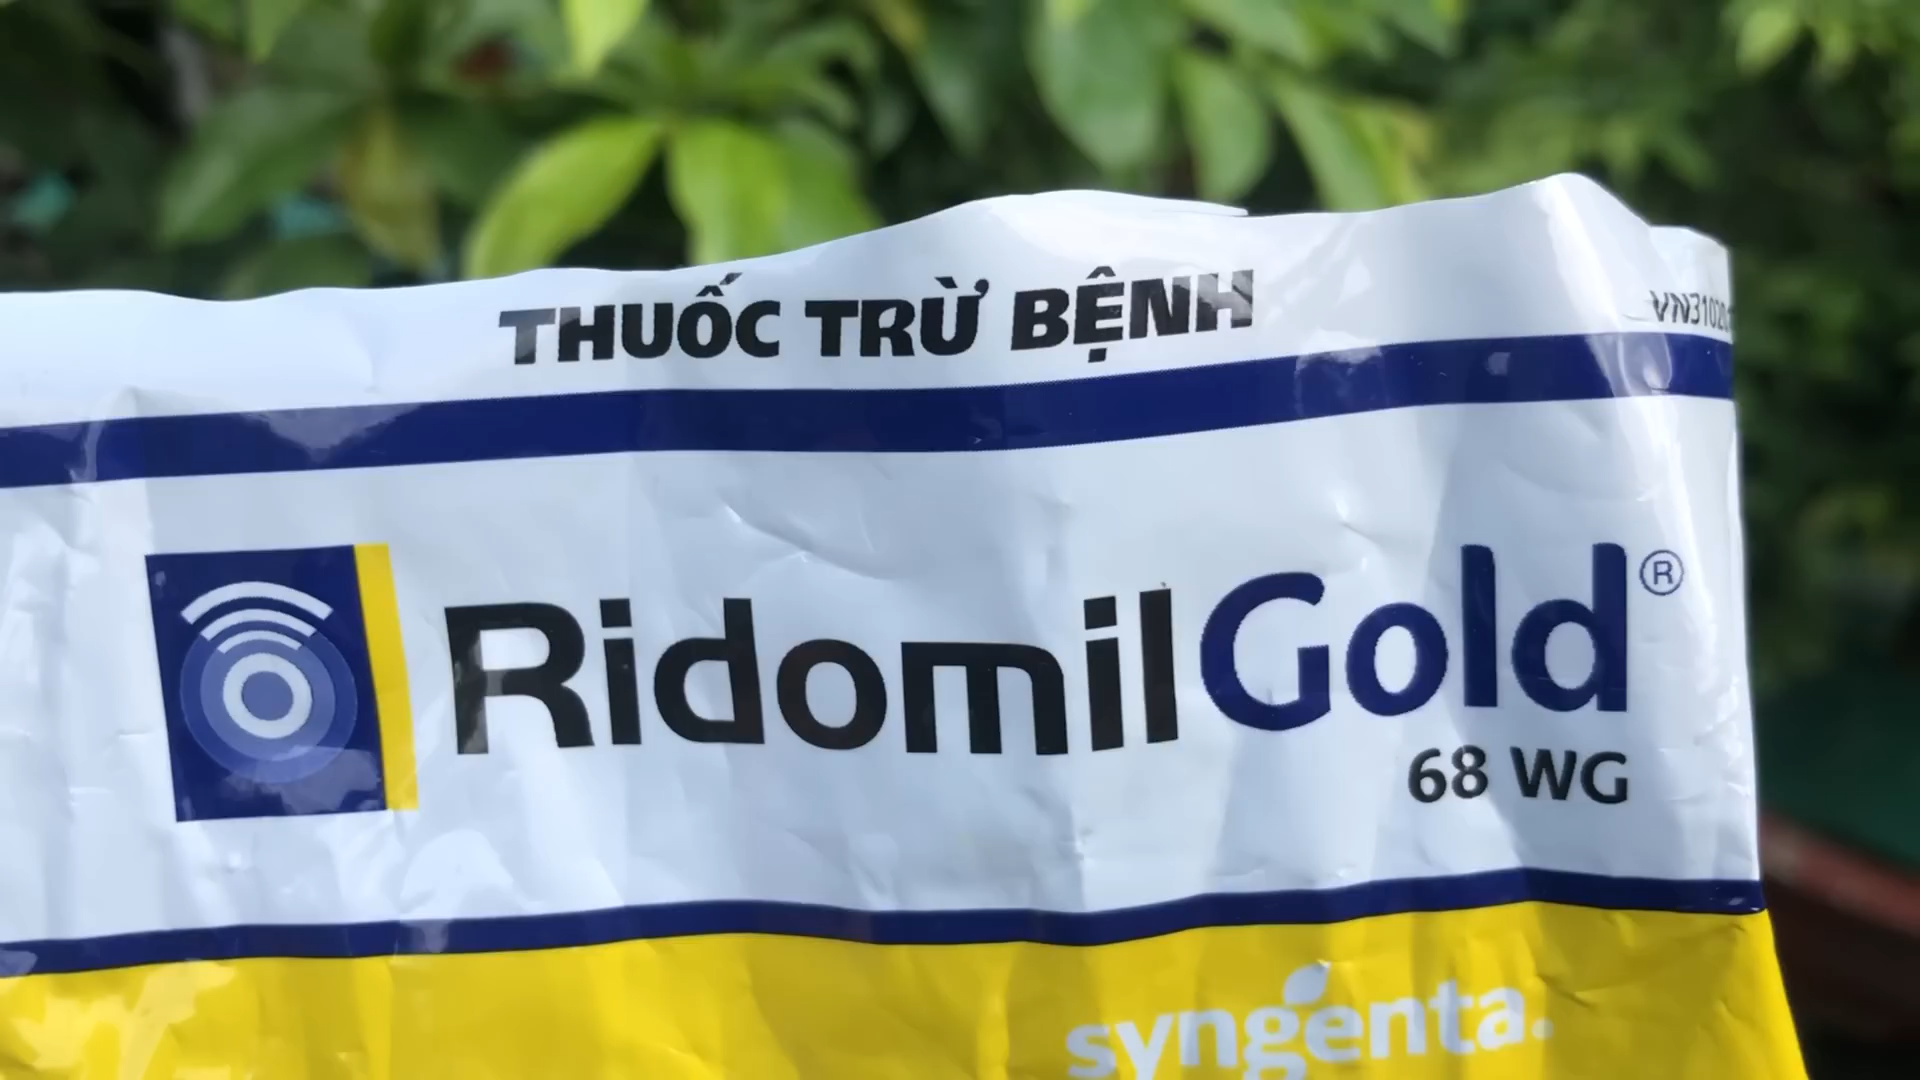 THUỐC TRỪ BỆNH
RidomilGold®
68 WG
syngenta.